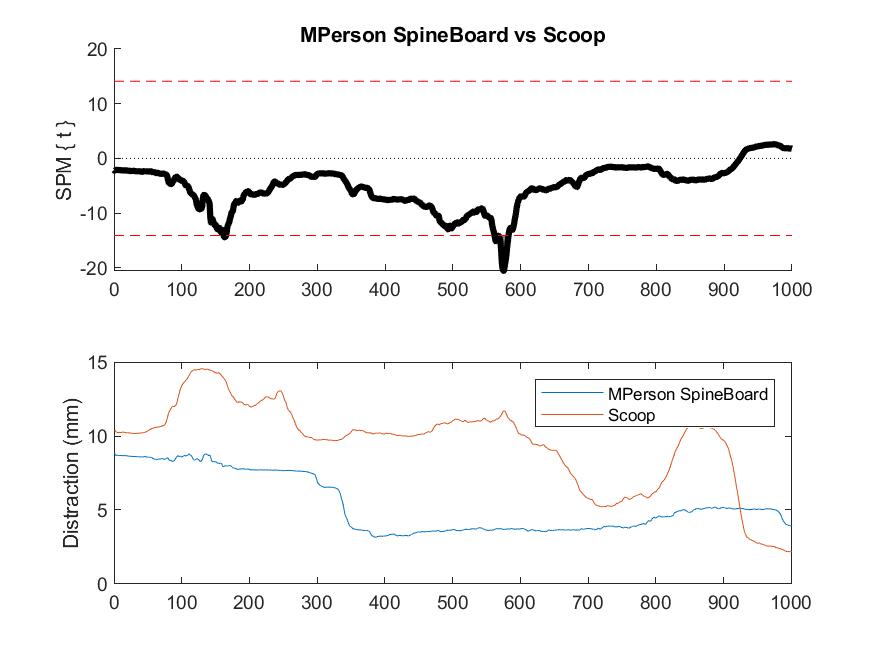 MPerson SpineBoard vs Scoop
SPM { t }
20
10
0
-10
-20
0 100 200 300 400 500 600 700 800 900 1000
Distraction (mm)
15
10
5
0
MPerson SpineBoard
Scoop
0 100 200 300 400 500 600 700 800 900 1000